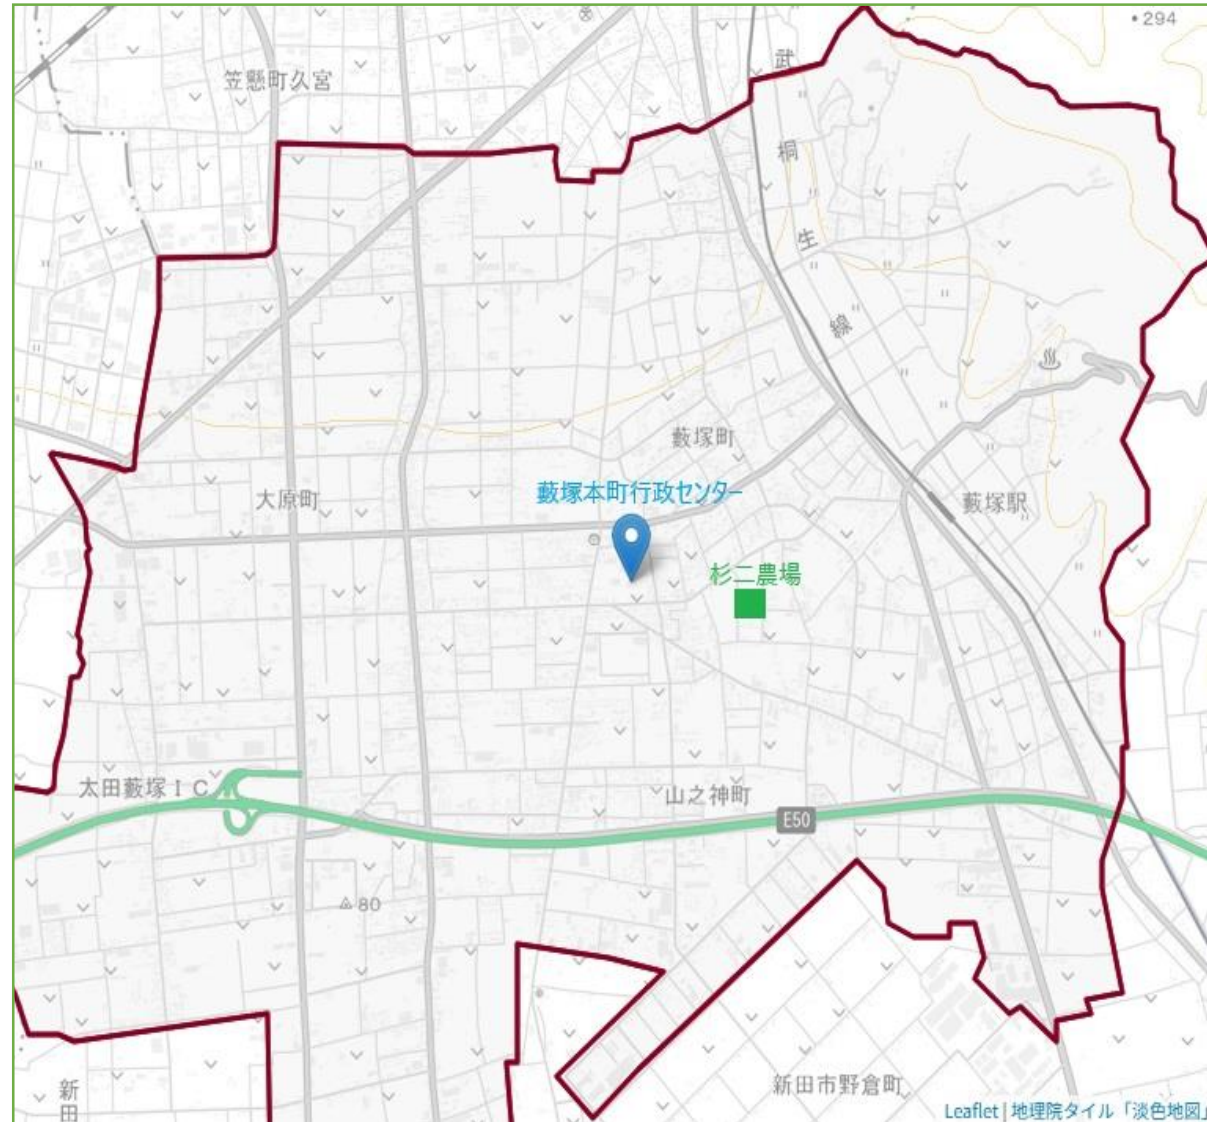 294
笠懸町久宮
武
桐
生
線
藪塚町
藪塚本町行政センター
大原町
藪塚駅
杉二農場
太田藪塚IC
山之神町
E50
80
新田市野倉町
新
田
Leaflet | 地理院タイル「淡色地図」